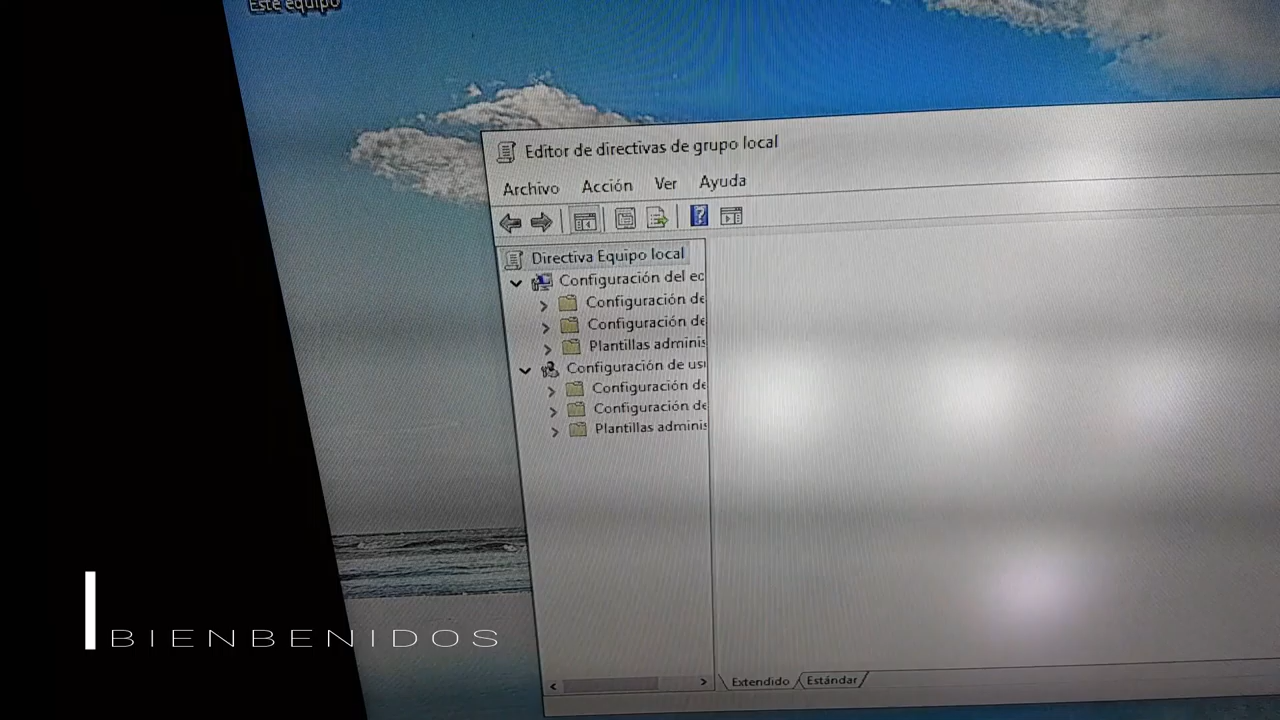 Este equipo
Editor de directivas de grupo local
Archivo Acción Ver Ayuda
Directiva Equipo local
Configuración del ec
Configuración de
Configuración de
Plantillas adminis
Configuración de usu
Configuración de
Configuración de
Plantillas adminis
Extendido Estándar
BIENBENIDOS